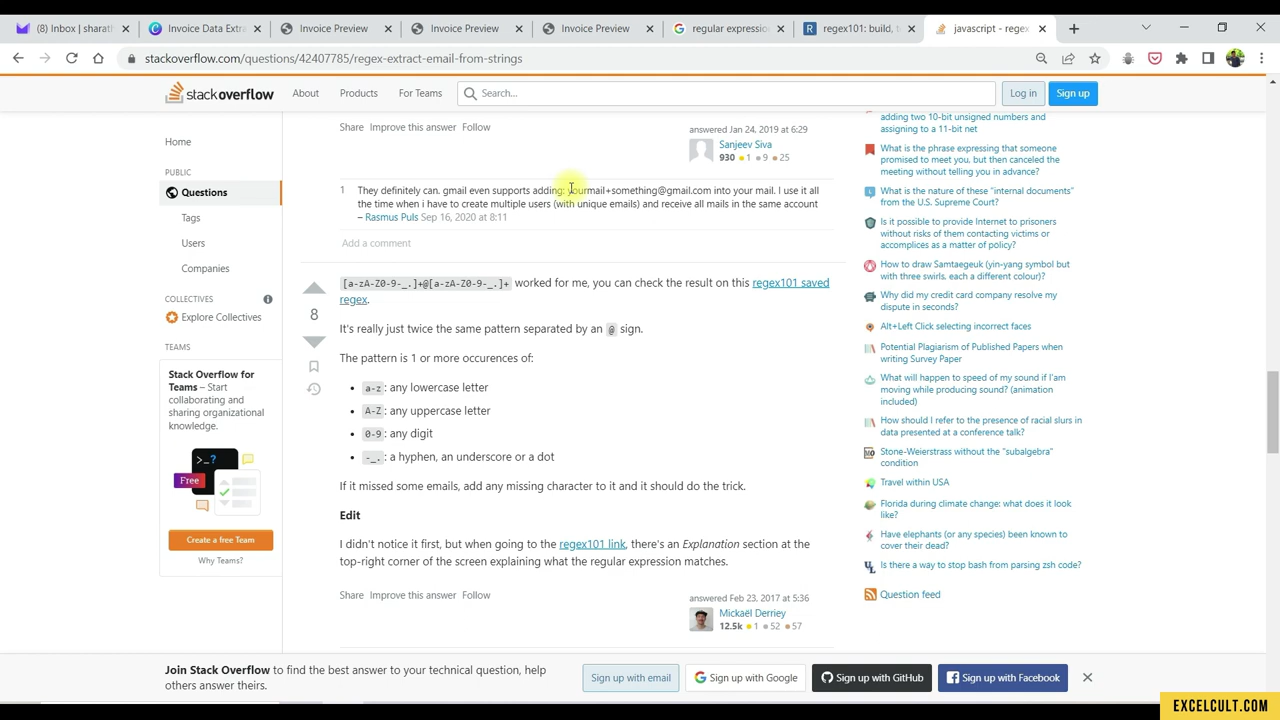 (8) Inbox | sharath
Invoice Data Extra
Invoice Preview
Invoice Preview
Invoice Preview
regular expressio
regex101: build, te
javascript - regex
stackoverflow.com/questions/42407785/regex-extract-email-from-strings
stackoverflow
About
Products
For Teams
Search...
Log in
Sign up
Home
PUBLIC
Questions
Tags
Users
Companies
COLLECTIVES
Explore Collectives
TEAMS
Stack Overflow for
Teams – Start
collaborating and
sharing organizational
knowledge.
Free
Create a free Team
Why Teams?
Share Improve this answer Follow
answered Jan 24, 2019 at 6:29
Sanjeev Siva
930 1 9 25
1 They definitely can. gmail even supports adding: yourmail+something@gmail.com into your mail. I use it all
the time when i have to create multiple users (with unique emails) and receive all mails in the same account
– Rasmus Puls Sep 16, 2020 at 8:11
Add a comment
8
[a-zA-Z0-9-_.]+@[a-zA-Z0-9-_.]+ worked for me, you can check the result on this regex101 saved
regex.
It's really just twice the same pattern separated by an @ sign.
The pattern is 1 or more occurences of:
• a-z: any lowercase letter
• A-Z: any uppercase letter
• 0-9: any digit
• -_.: a hyphen, an underscore or a dot
If it missed some emails, add any missing character to it and it should do the trick.
Edit
I didn't notice it first, but when going to the regex101 link, there's an Explanation section at the
top-right corner of the screen explaining what the regular expression matches.
Share Improve this answer Follow
answered Feb 23, 2017 at 5:36
Mickaël Derriey
12.5k 1 52 57
adding two 10-bit unsigned numbers and
assigning to a 11-bit net
What is the phrase expressing that someone
promised to meet you, but then canceled the
meeting without telling you in advance?
What is the nature of these "internal documents"
from the U.S. Supreme Court?
Is it possible to provide Internet to prisoners
without risks of them contacting victims or
accomplices as a matter of policy?
How to draw Samtaegeuk (yin-yang symbol but
with three swirls, each a different colour)?
Why did my credit card company resolve my
dispute in seconds?
Alt+Left Click selecting incorrect faces
Potential Plagiarism of Published Papers when
writing Survey Paper
What will happen to speed of my sound if I'am
moving while producing sound? (animation
included)
How should I refer to the presence of racial slurs in
data presented at a conference talk?
Stone-Weierstrass without the "subalgebra"
condition
Travel within USA
Florida during climate change: what does it look
like?
Have elephants (or any species) been known to
cover their dead?
Is there a way to stop bash from parsing zsh code?
Question feed
Join Stack Overflow to find the best answer to your technical question, help
others answer theirs.
Sign up with email
Sign up with Google
Sign up with GitHub
Sign up with Facebook
EXCELCULT.COM